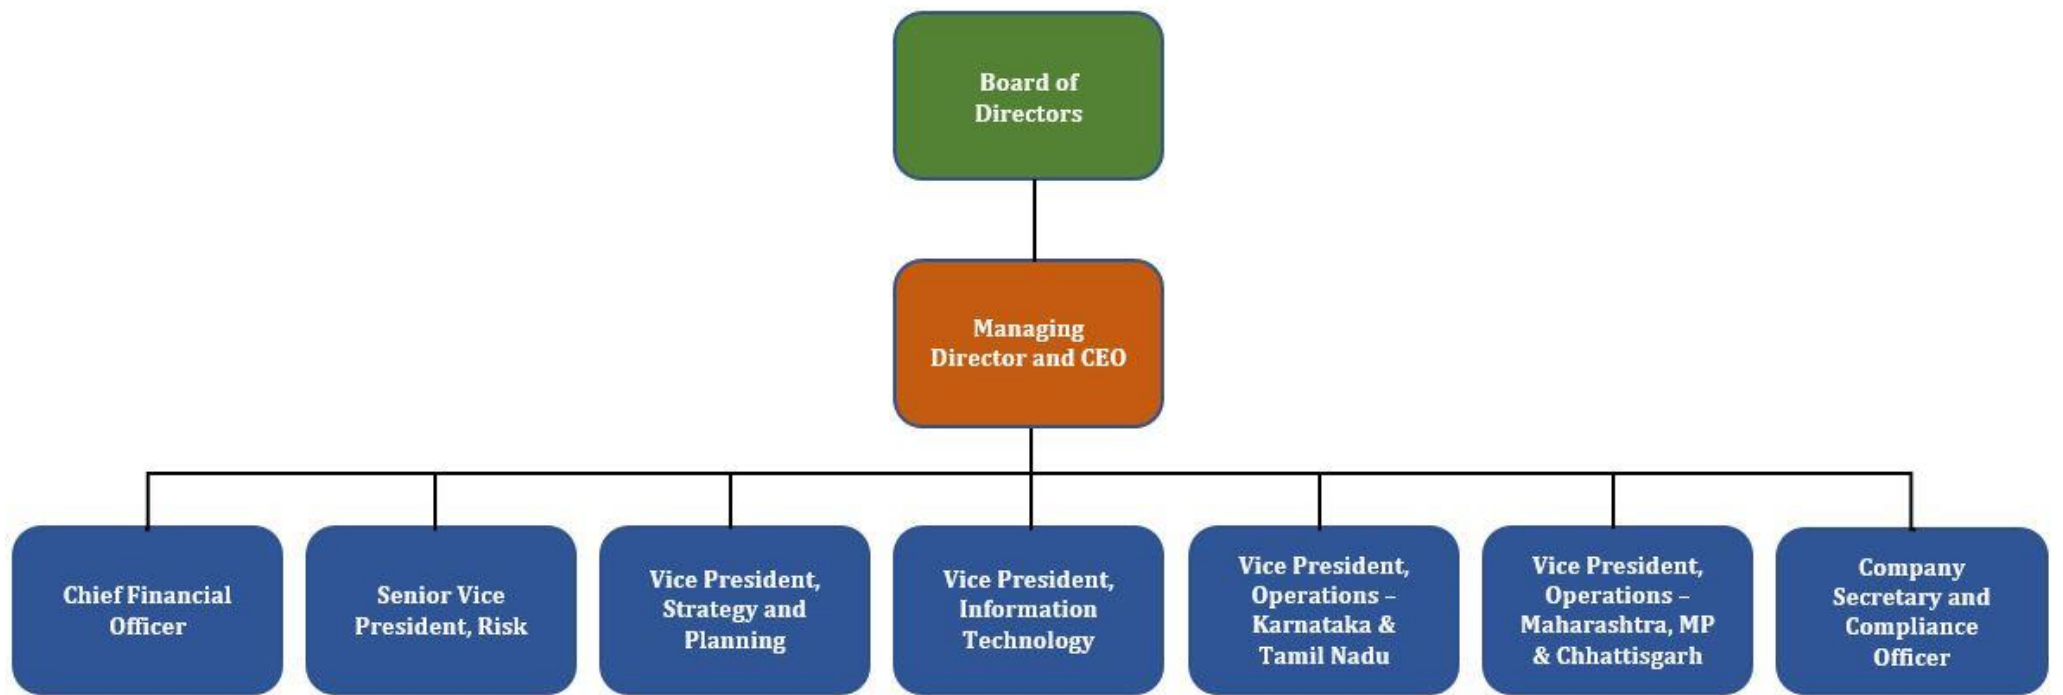 Board of
Directors
Managing
Director and CEO
Chief Financial
Officer
Senior Vice
President, Risk
Vice President,
Strategy and
Planning
Vice President,
Information
Technology
Vice President,
Operations –
Karnataka &
Tamil Nadu
Vice President,
Operations –
Maharashtra, MP
& Chhattisgarh
Company
Secretary and
Compliance
Officer